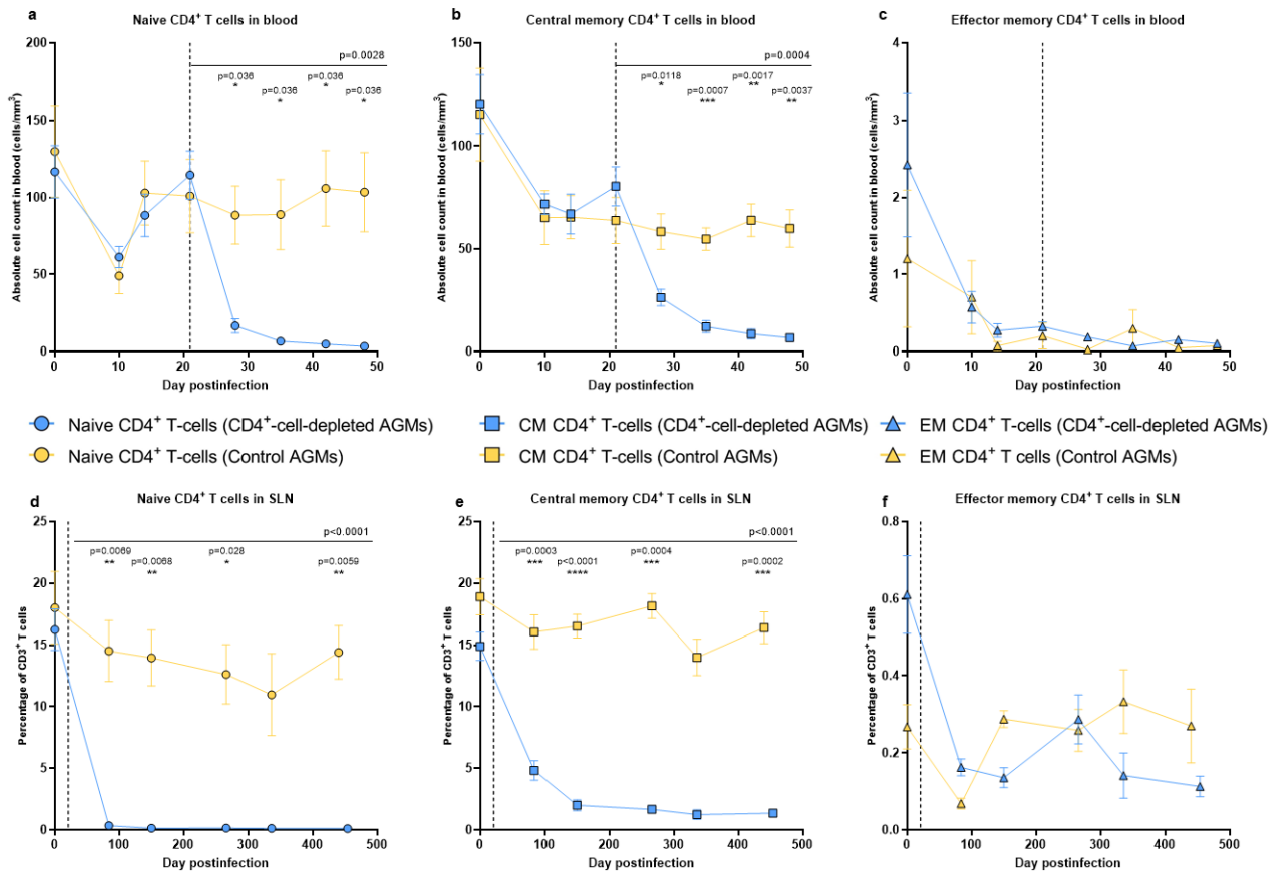 a
Naive CD4⁺ T cells in blood
200
150
100
50
0
0 10 20 30 40 50
Absolute cell count in blood (cells/mm³)
Day postinfection
p=0.0028
p=0.036
*
p=0.036
*
p=0.036
*
p=0.036
*
b
Central memory CD4⁺ T cells in blood
150
100
50
0
0 10 20 30 40 50
Absolute cell count in blood (cells/mm³)
Day postinfection
p=0.0004
p=0.0118
*
p=0.0007
***
p=0.0017
**
p=0.0037
**
c
Effector memory CD4⁺ T cells in blood
4
3
2
1
0
0 10 20 30 40 50
Absolute cell count in blood (cells/mm³)
Day postinfection
Naive CD4⁺ T-cells (CD4⁺-cell-depleted AGMs)
Naive CD4⁺ T-cells (Control AGMs)
CM CD4⁺ T-cells (CD4⁺-cell-depleted AGMs)
CM CD4⁺ T-cells (Control AGMs)
EM CD4⁺ T-cells (CD4⁺-cell-depleted AGMs)
EM CD4⁺ T cells (Control AGMs)
d
Naive CD4⁺ T cells in SLN
25
20
15
10
5
0
0 100 200 300 400 500
Percentage of CD3⁺ T cells
Day postinfection
p<0.0001
p=0.0069
**
p=0.0068
**
p=0.028
*
p=0.0059
**
e
Central memory CD4⁺ T cells in SLN
25
20
15
10
5
0
0 100 200 300 400 500
Percentage of CD3⁺ T cells
Day postinfection
p<0.0001
p=0.0003
***
p<0.0001
****
p=0.0004
***
p=0.0002
***
f
Effector memory CD4⁺ T cells in SLN
0.8
0.6
0.4
0.2
0.0
0 100 200 300 400 500
Percentage of CD3⁺ T cells
Day postinfection